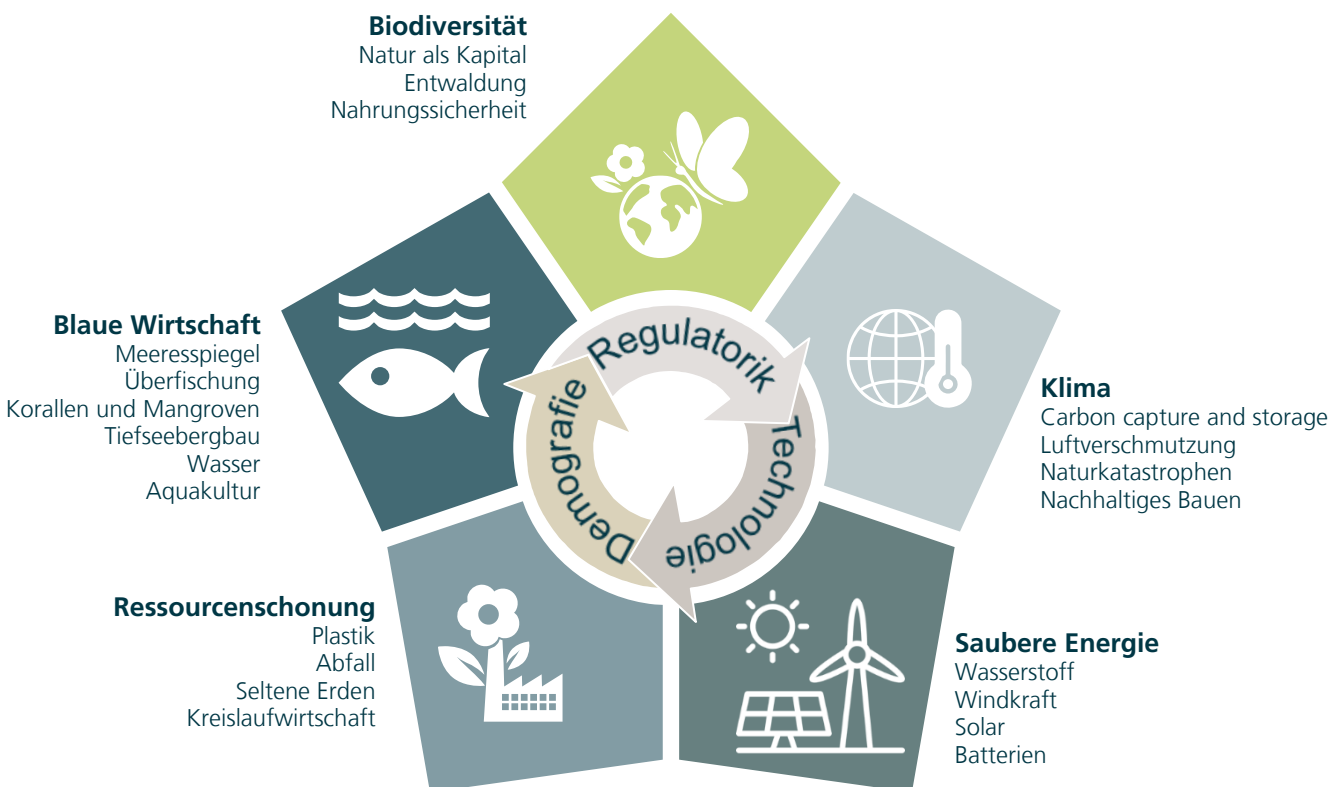 Biodiversität
Natur als Kapital
Entwaldung
Nahrungssicherheit
Blaue Wirtschaft
Meeresspiegel
Überfischung
Korallen und Mangroven
Tiefseebergbau
Wasser
Aquakultur
Regulatorik
Technologie
Demografie
Klima
Carbon capture and storage
Luftverschmutzung
Naturkatastrophen
Nachhaltiges Bauen
Ressourcenschonung
Plastik
Abfall
Seltene Erden
Kreislaufwirtschaft
Saubere Energie
Wasserstoff
Windkraft
Solar
Batterien